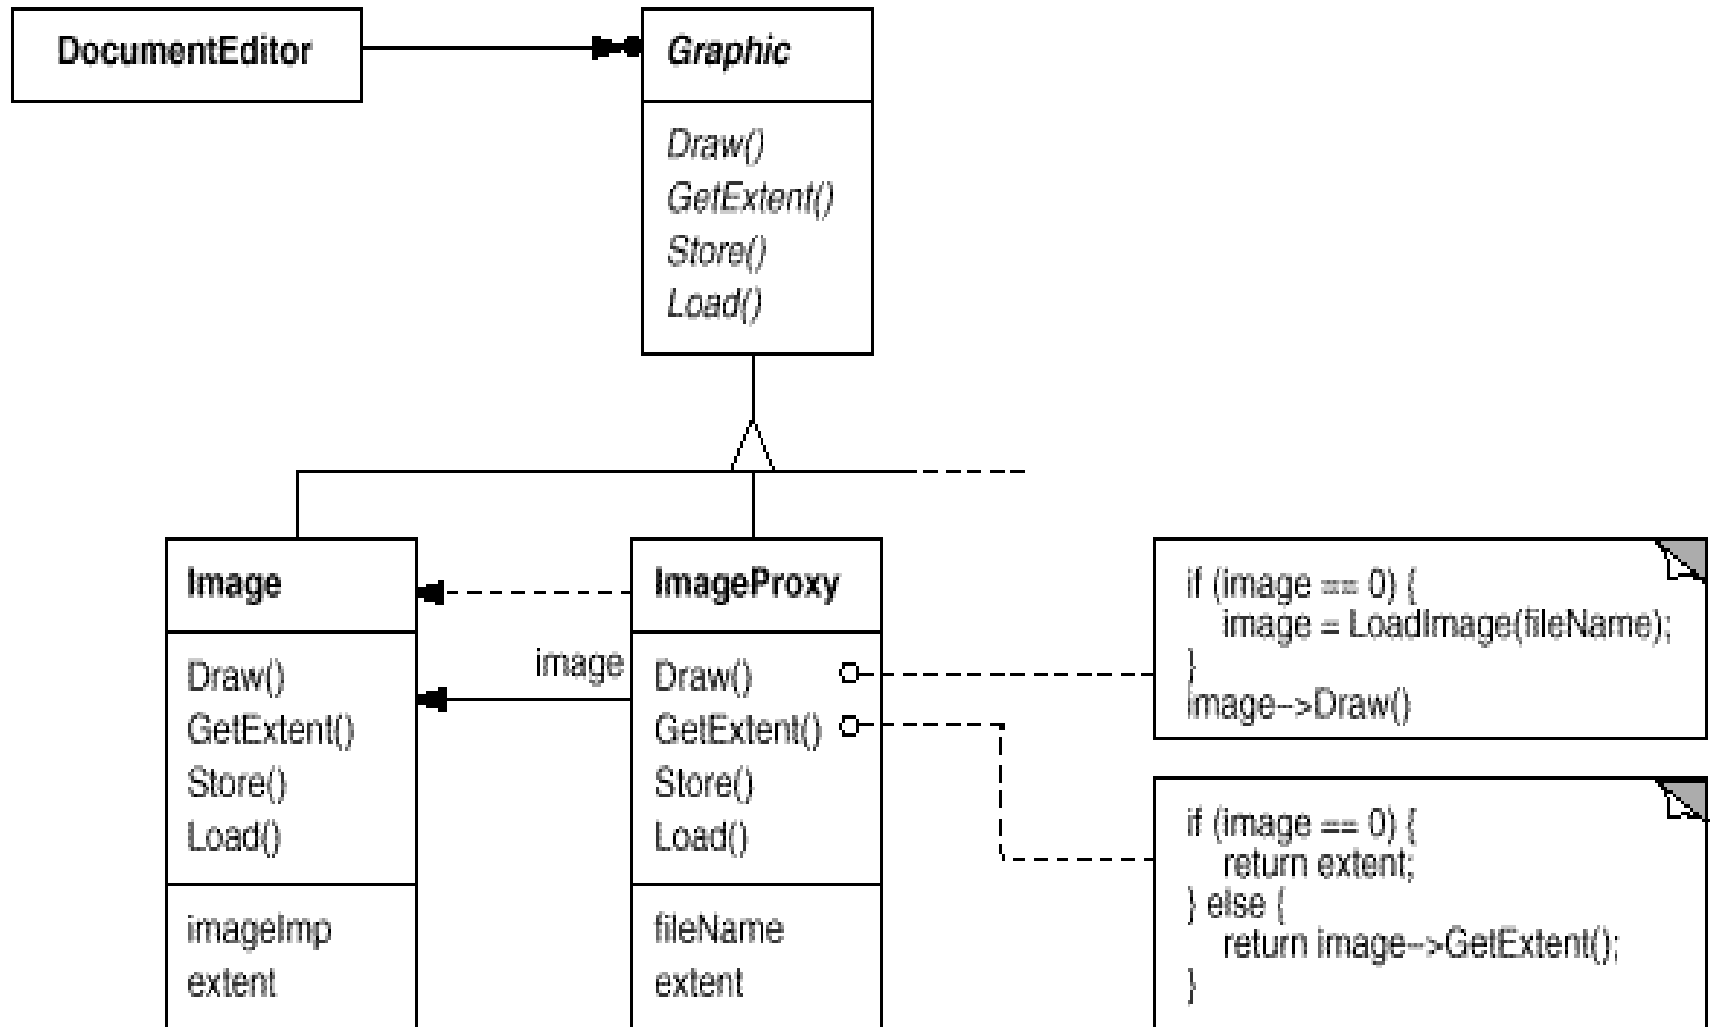 DocumentEditor
Graphic
Draw()
GetExtent()
Store()
Load()
Image
Draw()
GetExtent()
Store()
Load()
imageImp
extent
image
ImageProxy
Draw()
GetExtent()
Store()
Load()
fileName
extent
if (image == 0) {
image = LoadImage(fileName);
}
image->Draw()
if (image == 0) {
return extent;
} else {
return image->GetExtent();
}